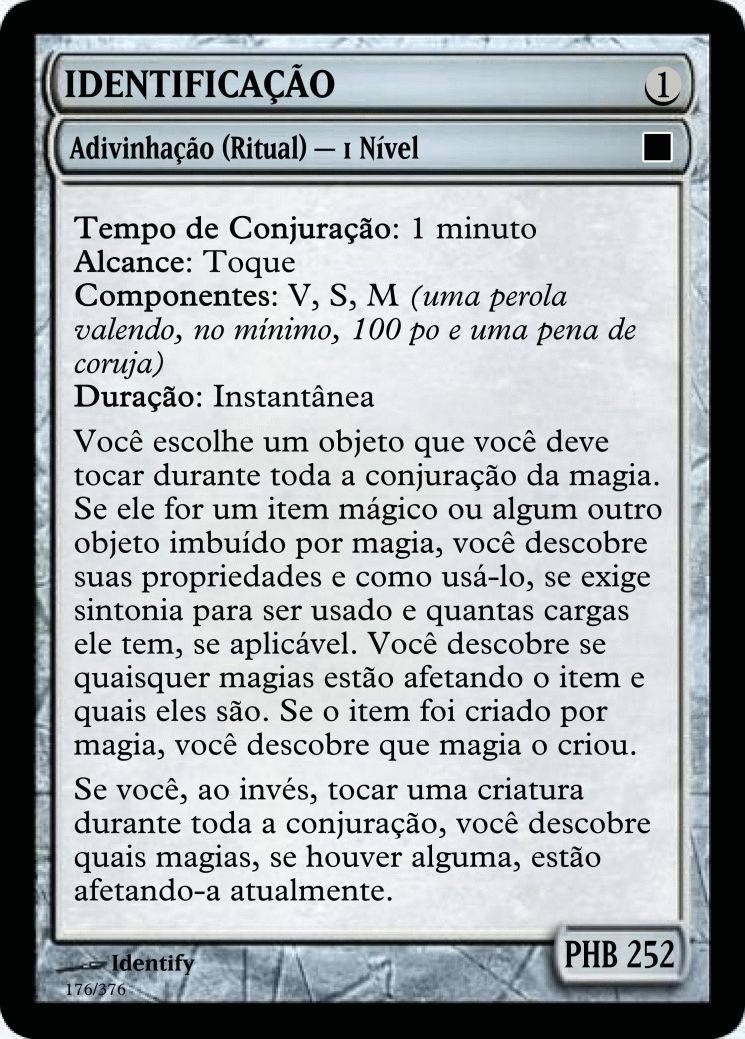 IDENTIFICAÇÃO 1
Adivinhação (Ritual) — 1 Nível
Tempo de Conjuração: 1 minuto
Alcance: Toque
Componentes: V, S, M (uma perola
valendo, no mínimo, 100 po e uma pena de
coruja)
Duração: Instantânea
Você escolhe um objeto que você deve
tocar durante toda a conjuração da magia.
Se ele for um item mágico ou algum outro
objeto imbuído por magia, você descobre
suas propriedades e como usá-lo, se exige
sintonia para ser usado e quantas cargas
ele tem, se aplicável. Você descobre se
quaisquer magias estão afetando o item e
quais eles são. Se o item foi criado por
magia, você descobre que magia o criou.
Se você, ao invés, tocar uma criatura
durante toda a conjuração, você descobre
quais magias, se houver alguma, estão
afetando-a atualmente.
PHB 252
Identify
176/376